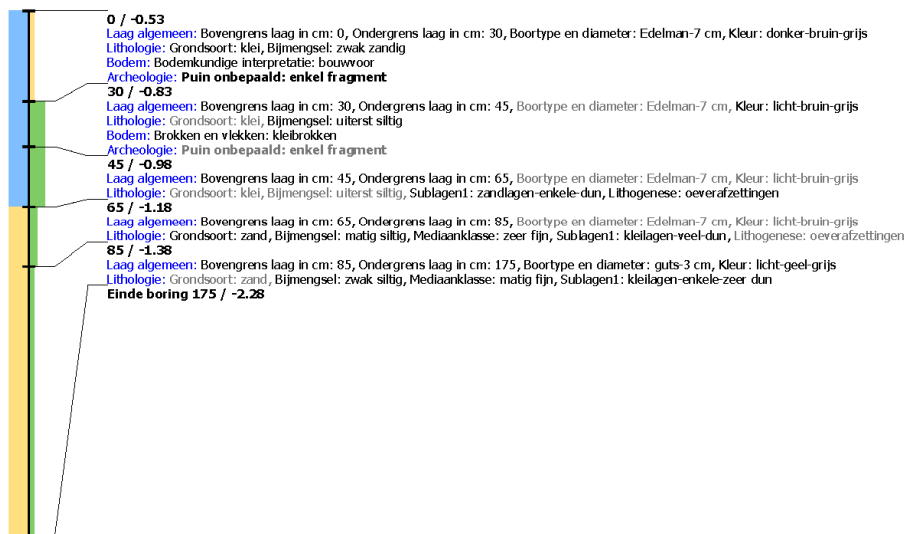 0 / -0.53
Laag algemeen: Bovengrens laag in cm: 0, Ondergrens laag in cm: 30, Boortype en diameter: Edelman-7 cm, Kleur: donker-bruin-grijs
Lithologie: Grondsoort: klei, Bijmengsel: zwak zandig
Bodem: Bodemkundige interpretatie: bouwvoor
Archeologie: Puin onbepaald: enkel fragment
30 / -0.83
Laag algemeen: Bovengrens laag in cm: 30, Ondergrens laag in cm: 45, Boortype en diameter: Edelman-7 cm, Kleur: licht-bruin-grijs
Lithologie: Grondsoort: klei, Bijmengsel: uiterst siltig
Bodem: Brokken en vlekken: kleibrokken
Archeologie: Puin onbepaald: enkel fragment
45 / -0.98
Laag algemeen: Bovengrens laag in cm: 45, Ondergrens laag in cm: 65, Boortype en diameter: Edelman-7 cm, Kleur: licht-bruin-grijs
Lithologie: Grondsoort: klei, Bijmengsel: uiterst siltig, Sublagen1: zandlagen-enkele-dun, Lithogenese: oeverafzettingen
65 / -1.18
Laag algemeen: Bovengrens laag in cm: 65, Ondergrens laag in cm: 85, Boortype en diameter: Edelman-7 cm, Kleur: licht-bruin-grijs
Lithologie: Grondsoort: zand, Bijmengsel: matig siltig, Mediaanklasse: zeer fijn, Sublagen1: kleilagen-veel-dun, Lithogenese: oeverafzettingen
85 / -1.38
Laag algemeen: Bovengrens laag in cm: 85, Ondergrens laag in cm: 175, Boortype en diameter: guts-3 cm, Kleur: licht-geel-grijs
Lithologie: Grondsoort: zand, Bijmengsel: zwak siltig, Mediaanklasse: matig fijn, Sublagen1: kleilagen-enkele-zeer dun
Einde boring 175 / -2.28